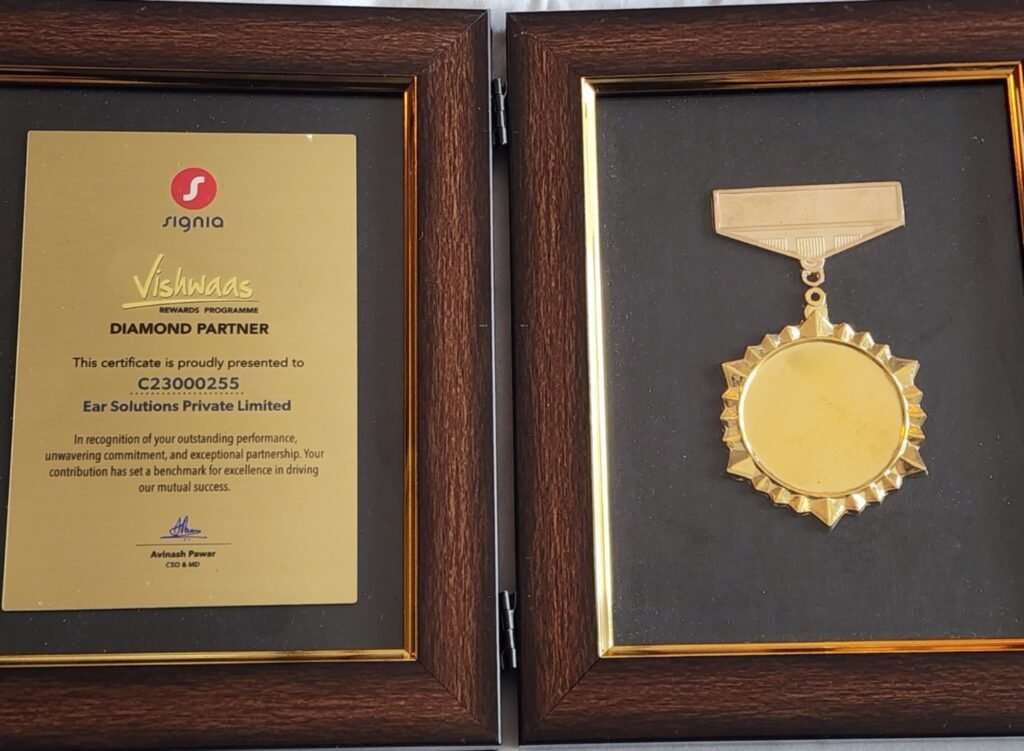 S
signia
Vishwaas
REWARDS PROGRAMME
DIAMOND PARTNER
This certificate is proudly presented to
C23000255
Ear Solutions Private Limited
In recognition of your outstanding performance,
unwavering commitment, and exceptional partnership. Your
contribution has set a benchmark for excellence in driving
our mutual success.
Avinash Pawar
CEO & MD